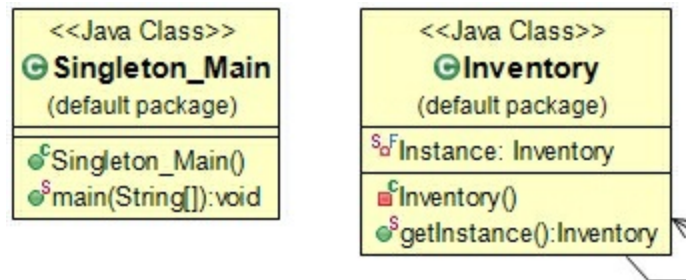 <<Java Class>>
Singleton_Main
(default package)
Singleton_Main()
main(String[]):void
<<Java Class>>
Inventory
(default package)
Instance: Inventory
Inventory()
getInstance():Inventory